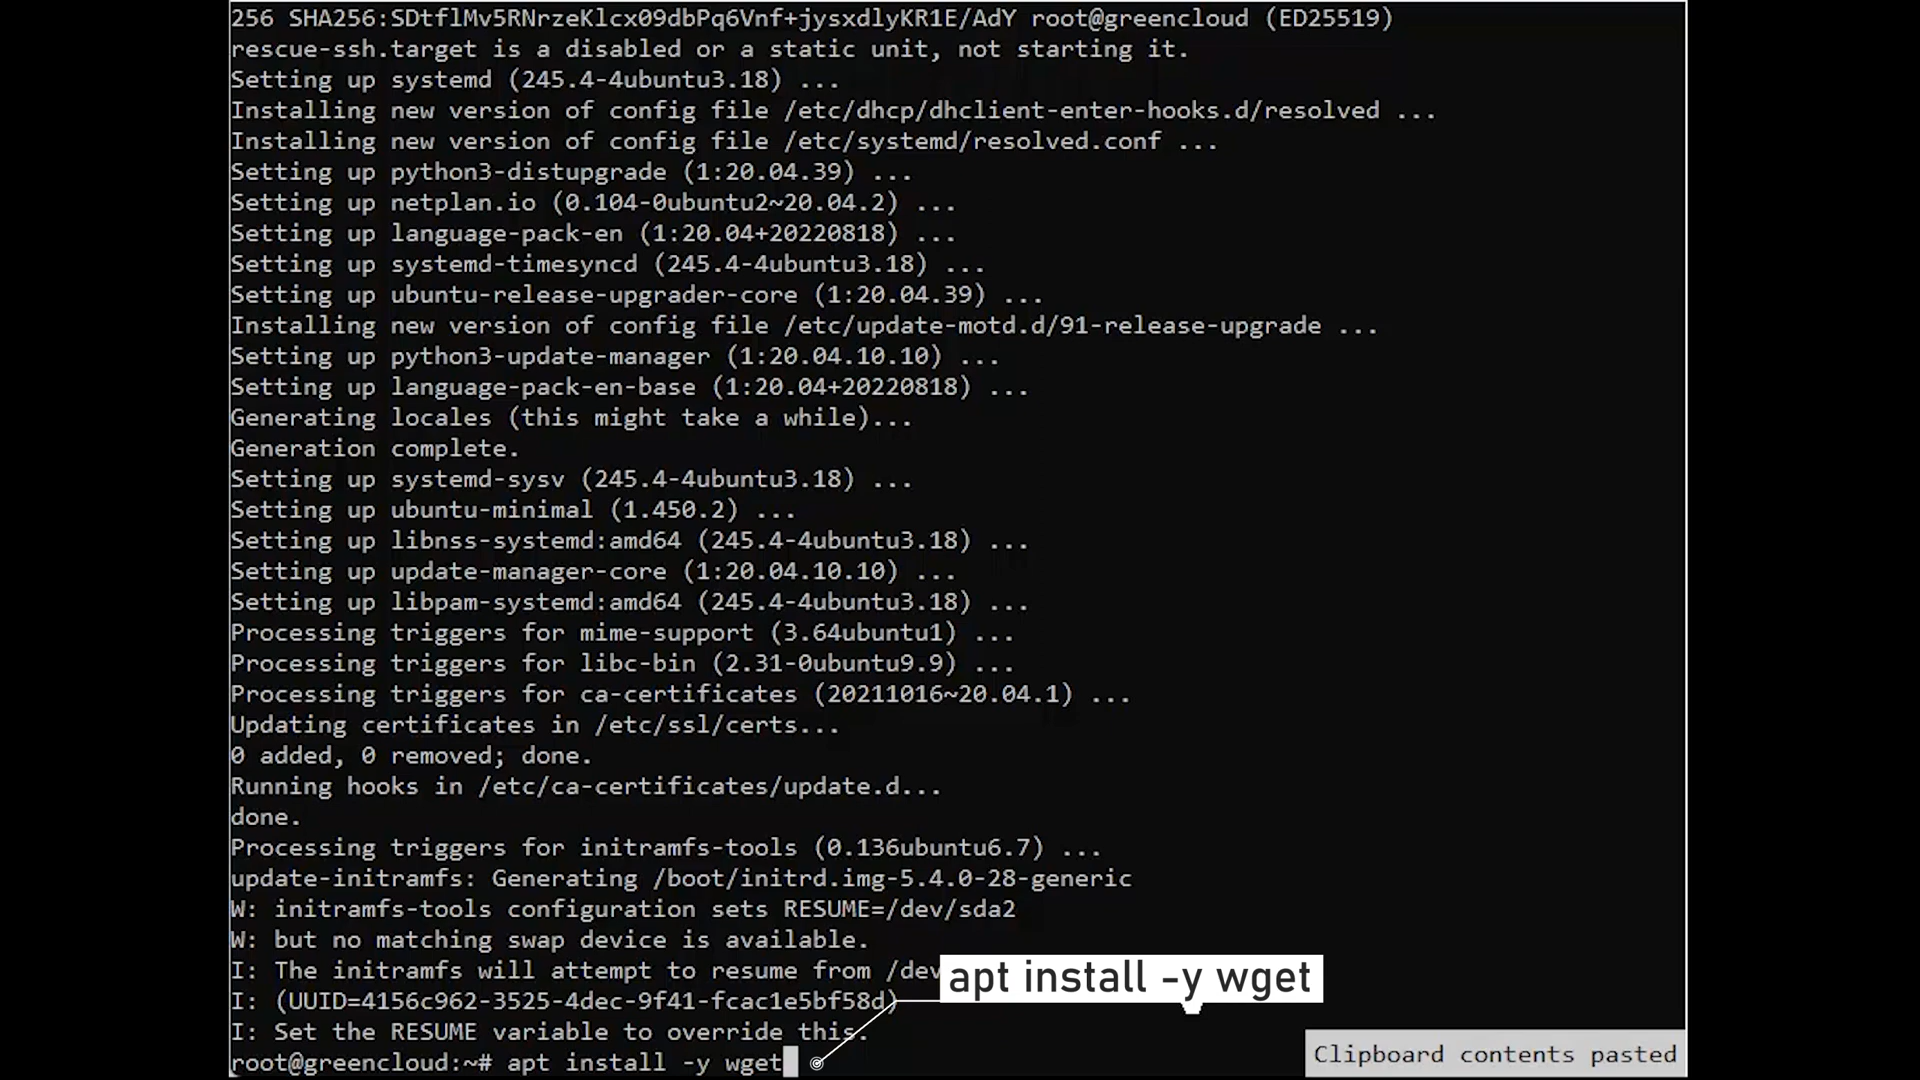 256 SHA256:SDtflMv5RNrzeKlcx09dbPq6Vnf+jysxdlyKR1E/AdY root@greencloud (ED25519)
rescue-ssh.target is a disabled or a static unit, not starting it.
Setting up systemd (245.4-4ubuntu3.18) ...
Installing new version of config file /etc/dhcp/dhclient-enter-hooks.d/resolved ...
Installing new version of config file /etc/systemd/resolved.conf ...
Setting up python3-distupgrade (1:20.04.39) ...
Setting up netplan.io (0.104-0ubuntu2~20.04.2) ...
Setting up language-pack-en (1:20.04+20220818) ...
Setting up systemd-timesyncd (245.4-4ubuntu3.18) ...
Setting up ubuntu-release-upgrader-core (1:20.04.39) ...
Installing new version of config file /etc/update-motd.d/91-release-upgrade ...
Setting up python3-update-manager (1:20.04.10.10) ...
Setting up language-pack-en-base (1:20.04+20220818) ...
Generating locales (this might take a while)...
Generation complete.
Setting up systemd-sysv (245.4-4ubuntu3.18) ...
Setting up ubuntu-minimal (1.450.2) ...
Setting up libnss-systemd:amd64 (245.4-4ubuntu3.18) ...
Setting up update-manager-core (1:20.04.10.10) ...
Setting up libpam-systemd:amd64 (245.4-4ubuntu3.18) ...
Processing triggers for mime-support (3.64ubuntu1) ...
Processing triggers for libc-bin (2.31-0ubuntu9.9) ...
Processing triggers for ca-certificates (20211016~20.04.1) ...
Updating certificates in /etc/ssl/certs...
0 added, 0 removed; done.
Running hooks in /etc/ca-certificates/update.d...
done.
Processing triggers for initramfs-tools (0.136ubuntu6.7) ...
update-initramfs: Generating /boot/initrd.img-5.4.0-28-generic
W: initramfs-tools configuration sets RESUME=/dev/sda2
W: but no matching swap device is available.
I: The initramfs will attempt to resume from /dev
apt install -y wget
I: (UUID=4156c962-3525-4dec-9f41-fcac1e5bf58d)
I: Set the RESUME variable to override this.
Clipboard contents pasted
root@greencloud:~# apt install -y wget